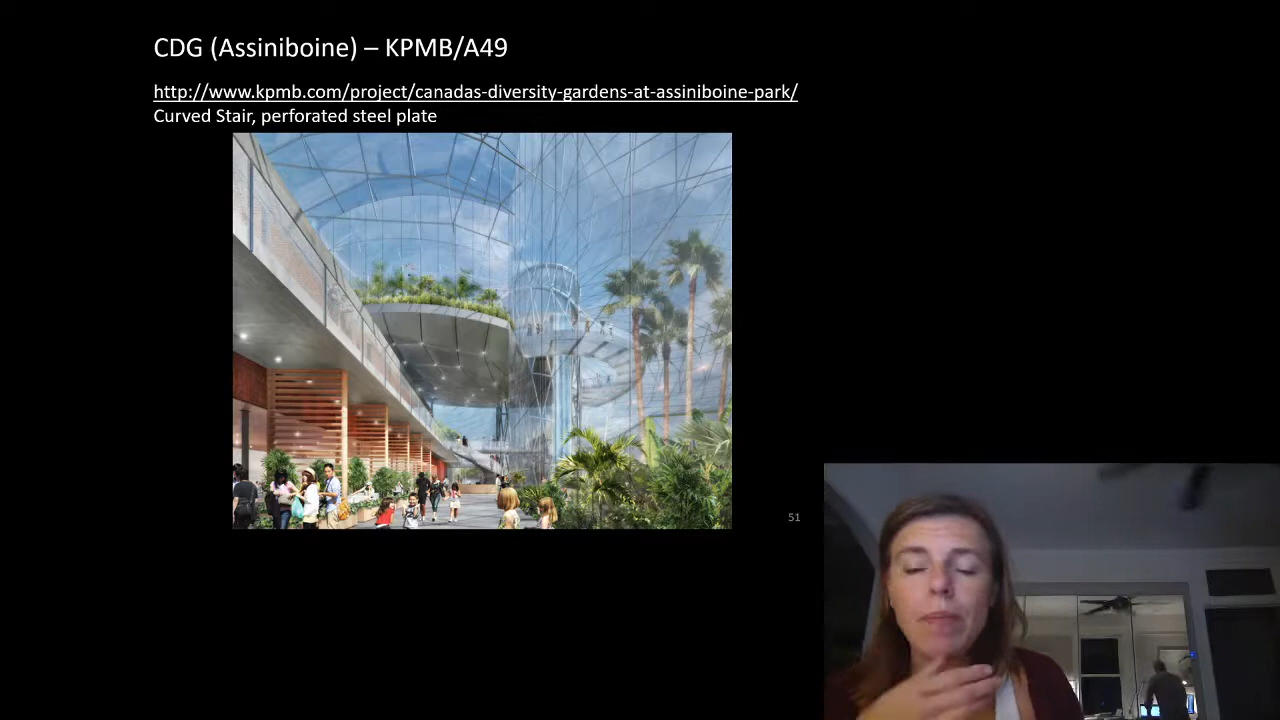 CDG (Assiniboine) – KPMB/A49
http://www.kpmb.com/project/canadas-diversity-gardens-at-assiniboine-park/
Curved Stair, perforated steel plate
51